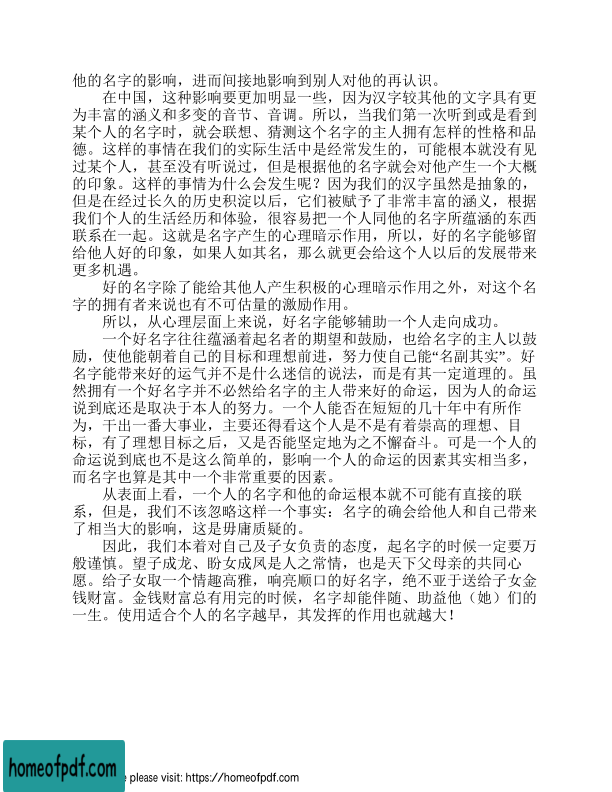 他的名字的影响，进而间接地影响到别人对他的再认识。
在中国，这种影响要更加明显一些，因为汉字较其他的文字具有更
为丰富的涵义和多变的音节、音调。所以，当我们第一次听到或是看到
某个人的名字时，就会联想、猜测这个名字的主人拥有怎样的性格和品
德。这样的事情在我们的实际生活中是经常发生的，可能根本就没有见
过某个人，甚至没有听说过，但是根据他的名字就会对他产生一个大概
的印象。这样的事情为什么会发生呢？因为我们的汉字虽然是抽象的，
但是在经过长久的历史积淀以后，它们被赋予了非常丰富的涵义，根据
我们个人的生活经历和体验，很容易把一个人同他的名字所蕴涵的东西
联系在一起。这就是名字产生的心理暗示作用，所以，好的名字能够留
给他人好的印象，如果人如其名，那么就更会给这个人以后的发展带来
更多机遇。
好的名字除了能给其他人产生积极的心理暗示作用之外，对这个名
字的拥有者来说也有不可估量的激励作用。
所以，从心理层面上来说，好名字能够辅助一个人走向成功。
一个好名字往往蕴涵着起名者的期望和鼓励，也给名字的主人以鼓
励，使他能朝着自己的目标和理想前进，努力使自己能“名副其实”。好
名字能带来好的运气并不是什么迷信的说法，而是有其一定道理的。虽
然拥有一个好名字并不必然给名字的主人带来好的命运，因为人的命运
说到底还是取决于本人的努力。一个人能否在短短的几十年中有所作
为，干出一番大事业，主要还得看这个人是不是有着崇高的理想、目
标，有了理想目标之后，又是否能坚定地为之不懈奋斗。可是一个人的
命运说到底也不是这么简单的，影响一个人的命运的因素其实相当多，
而名字也算是其中一个非常重要的因素。
从表面上看，一个人的名字和他的命运根本就不可能有直接的联
系，但是，我们不该忽略这样一个事实：名字的确会给他人和自己带来
了相当大的影响，这是毋庸质疑的。
因此，我们本着对自己及子女负责的态度，起名字的时候一定要万
般谨慎。望子成龙、盼女成凤是人之常情，也是天下父母亲的共同心
愿。给子女取一个情趣高雅，响亮顺口的好名字，绝不亚于送给子女金
钱财富。金钱财富总有用完的时候，名字却能伴随、助益他（她）们的
一生。使用适合个人的名字越早，其发挥的作用也就越大！
homeofpdf.com
e please visit: https://homeofpdf.com